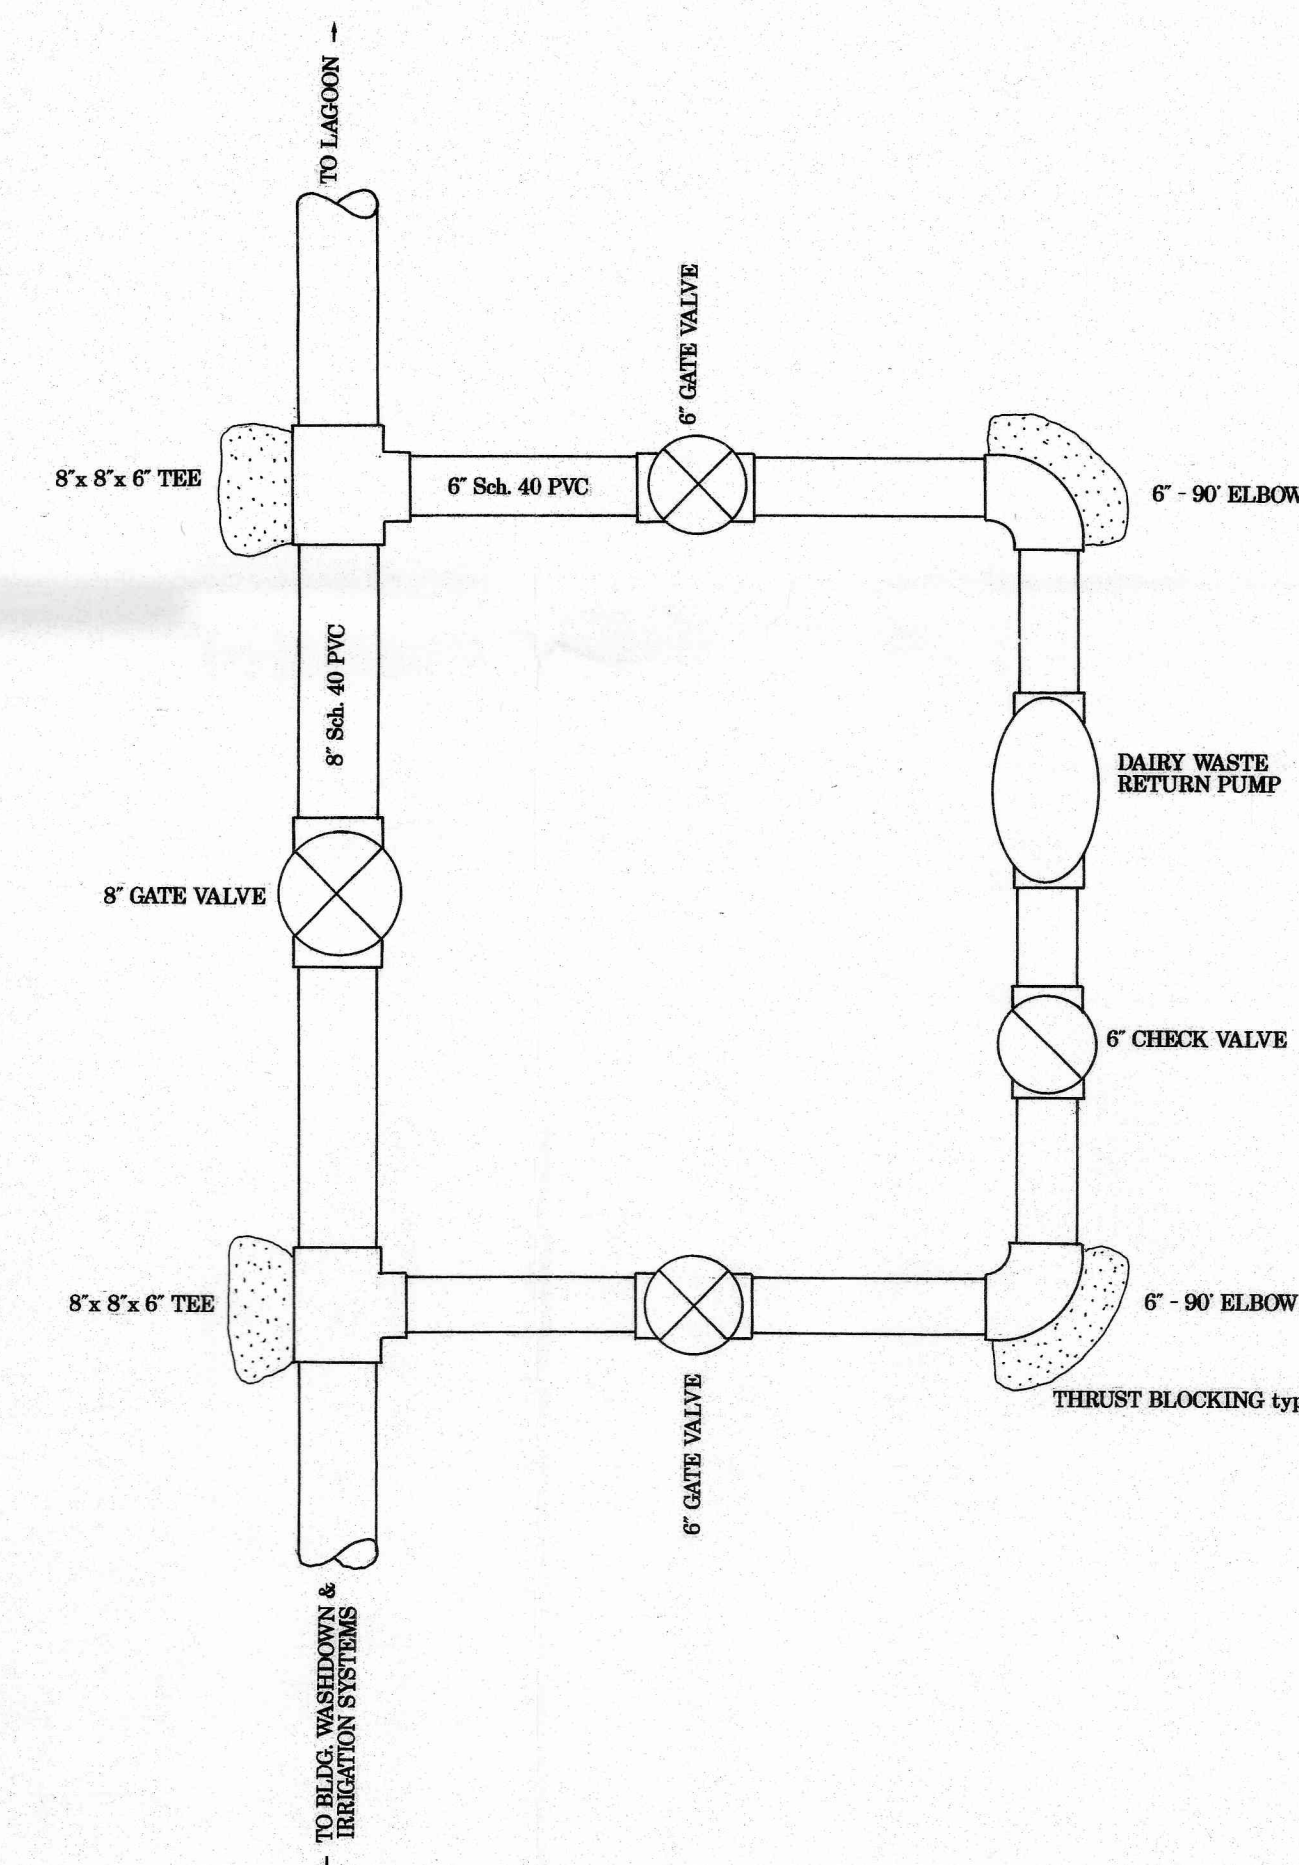 TO LAGOON →
6" GATE VALVE
8"x 8"x 6" TEE
6" Sch. 40 PVC
6" - 90° ELBOW
8" Sch. 40 PVC
DAIRY WASTE
RETURN PUMP
8" GATE VALVE
6" CHECK VALVE
8"x 8"x 6" TEE
6" - 90° ELBOW
THRUST BLOCKING typ
6" GATE VALVE
TO BLDG. WASHDOWN &
IRRIGATION SYSTEMS